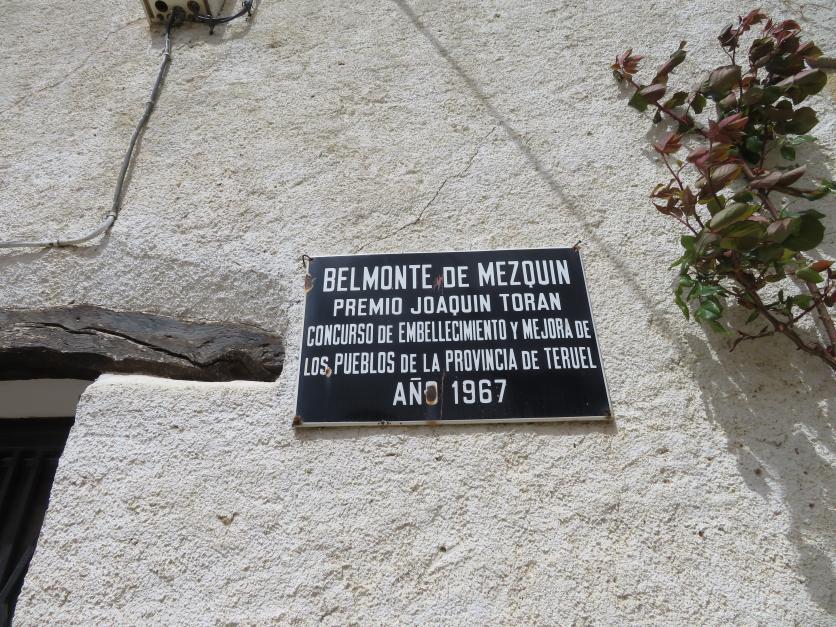 BELMONTE DE MEZQUIN
PREMIO JOAQUIN TORAN
CONCURSO DE EMBELLECIMIENTO Y MEJORA DE
LOS PUEBLOS DE LA PROVINCIA DE TERUEL
AÑO 1967